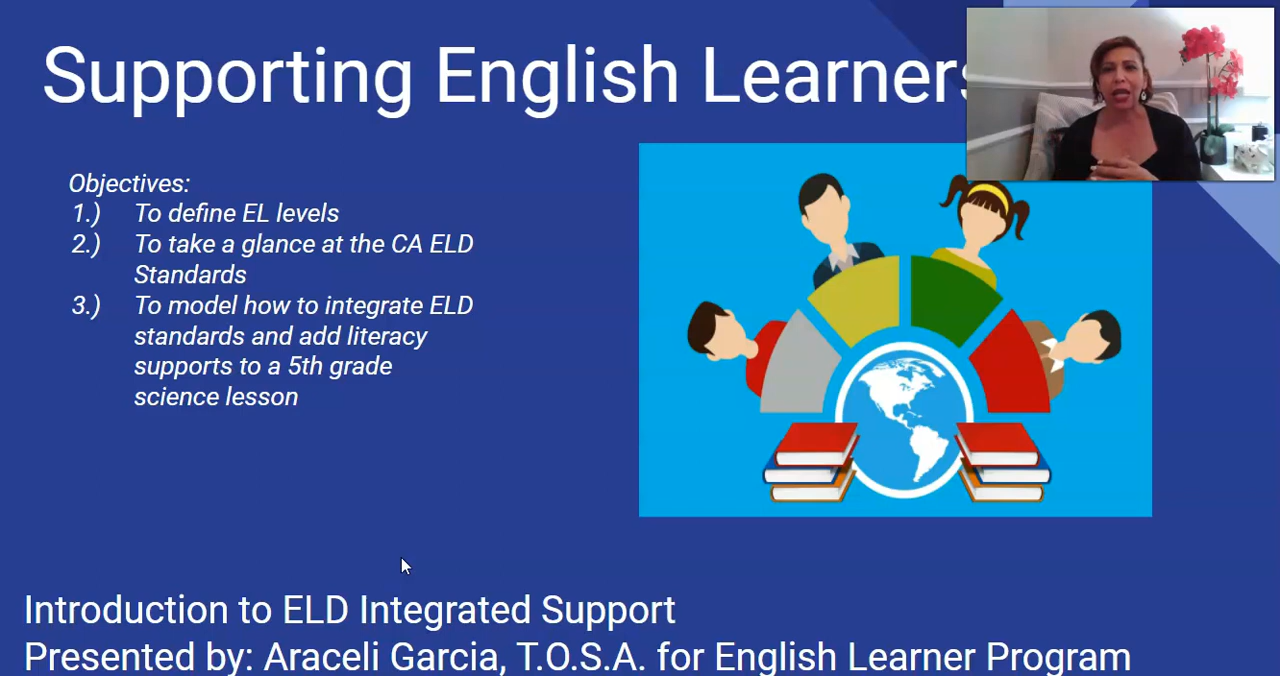 Supporting English Learners
Objectives:
1.) To define EL levels
2.) To take a glance at the CA ELD
Standards
3.) To model how to integrate ELD
standards and add literacy
supports to a 5th grade
science lesson
Introduction to ELD Integrated Support
Presented by: Araceli Garcia, T.O.S.A. for English Learner Program